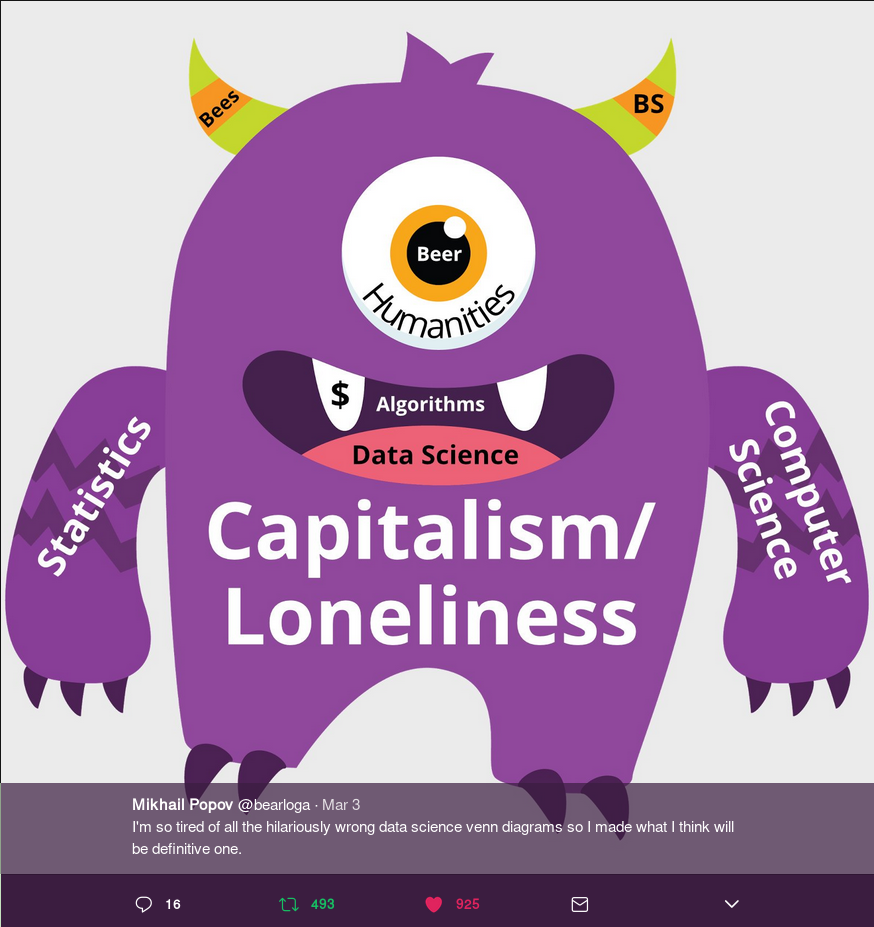 Bees
BS
Beer
Humanities
$
Algorithms
Data Science
Statistics
Computer
Science
Capitalism/
Loneliness
Mikhail Popov @bearloga · Mar 3
I'm so tired of all the hilariously wrong data science venn diagrams so I made what I think will
be definitive one.
16 493 925